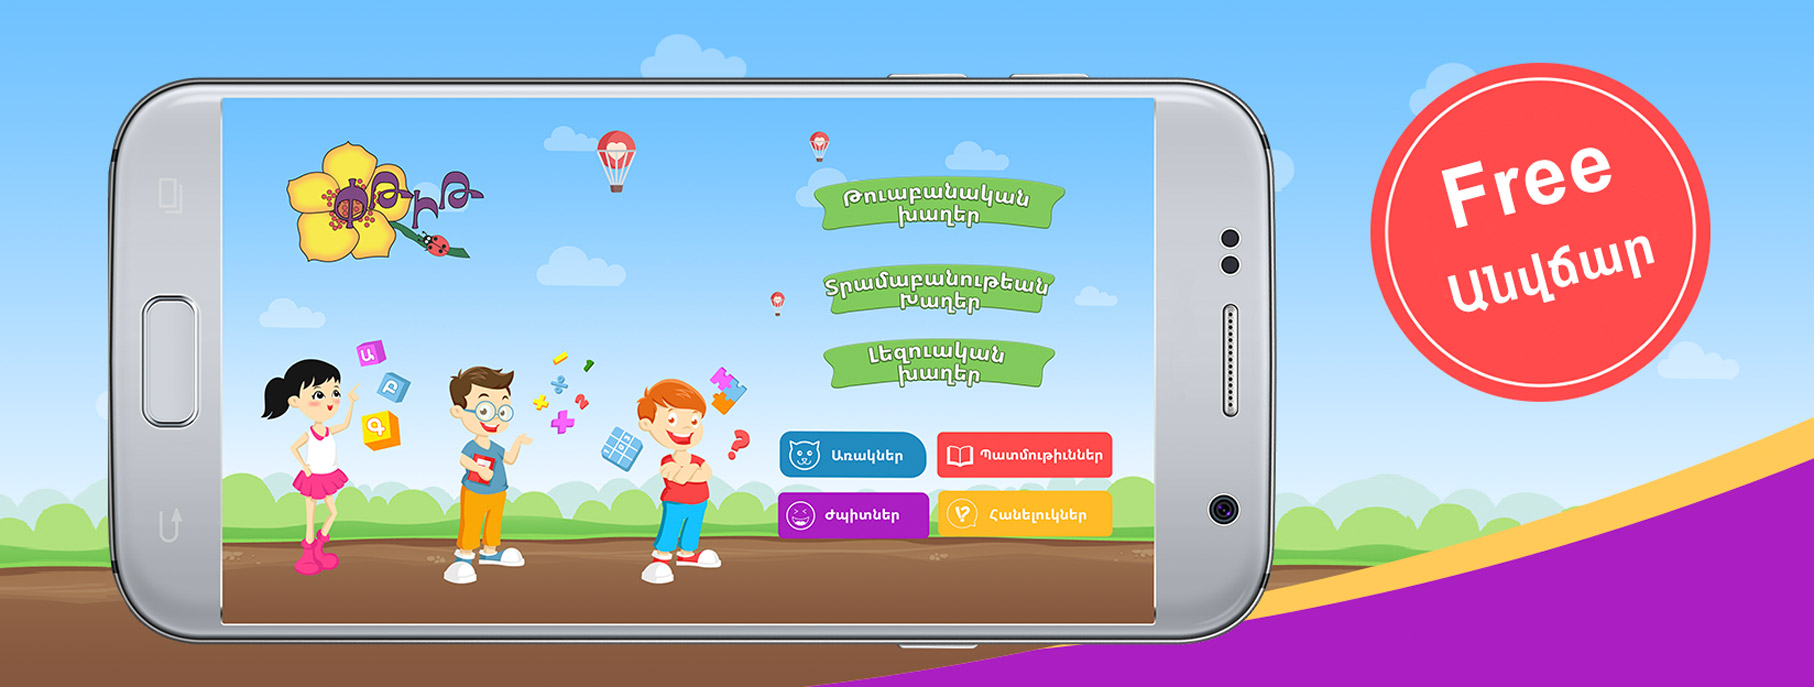 Փթիթ
Թուաբանական
խաղեր
Տրամաբանութեան
Խաղեր
Լեզուական
խաղեր
Ա
Բ
Գ
Առակներ
Պատմութիւններ
Ժպիտներ
Հանելուկներ
Free
Անվճար